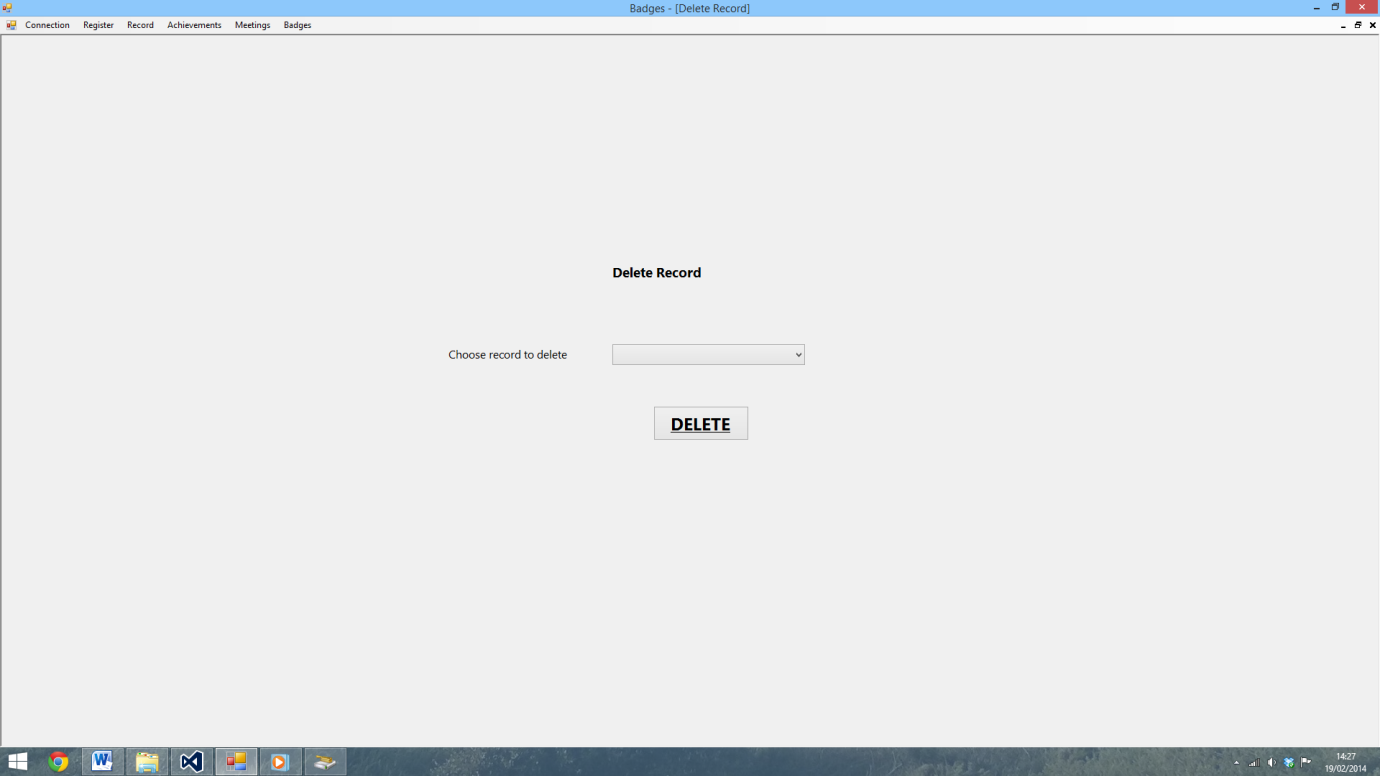 Badges - [Delete Record]
Connection Register Record Achievements Meetings Badges
Delete Record
Choose record to delete
DELETE
14:27
19/02/2014